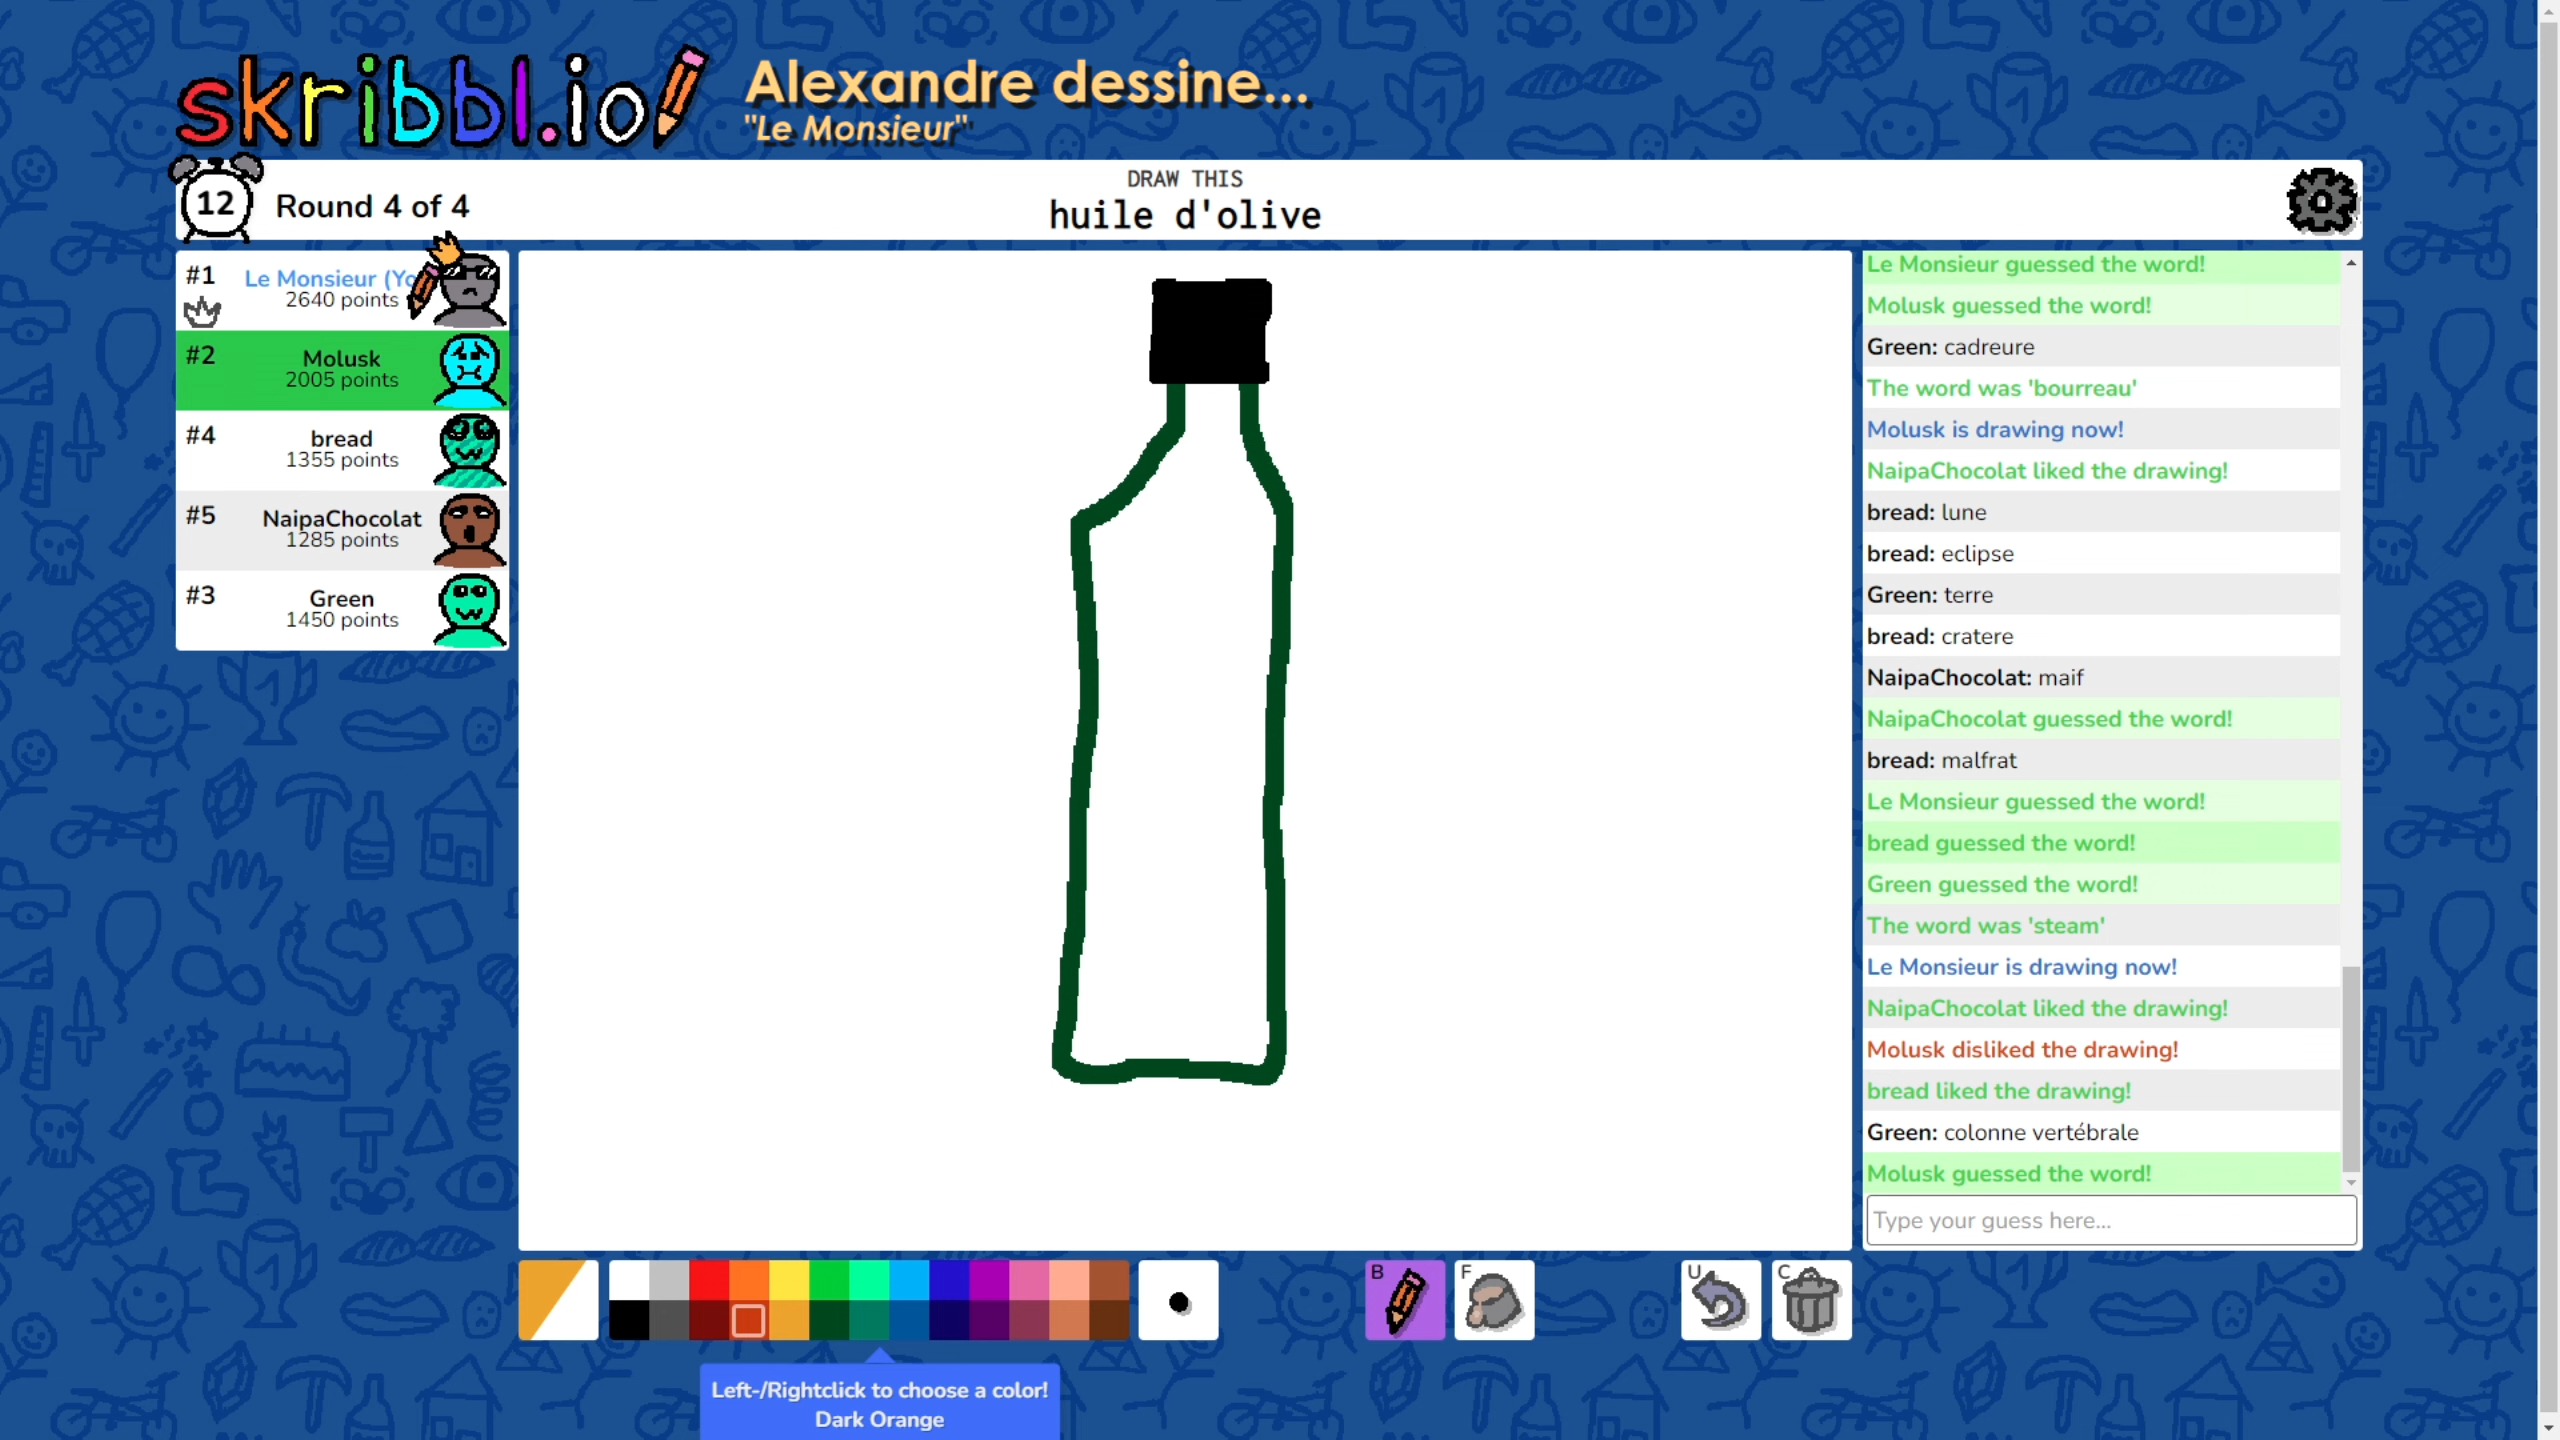 skribbl.io
Alexandre dessine...
"Le Monsieur"
12
Round 4 of 4
DRAW THIS
huile d'olive
#1
Le Monsieur (Yo
2640 points
#2
Molusk
2005 points
#4
bread
1355 points
#5
NaipaChocolat
1285 points
#3
Green
1450 points
Le Monsieur guessed the word!
Molusk guessed the word!
Green: cadreure
The word was 'bourreau'
Molusk is drawing now!
NaipaChocolat liked the drawing!
bread: lune
bread: eclipse
Green: terre
bread: cratere
NaipaChocolat: maif
NaipaChocolat guessed the word!
bread: malfrat
Le Monsieur guessed the word!
bread guessed the word!
Green guessed the word!
The word was 'steam'
Le Monsieur is drawing now!
NaipaChocolat liked the drawing!
Molusk disliked the drawing!
bread liked the drawing!
Green: colonne vertébrale
Molusk guessed the word!
Type your guess here...
B
F
U
C
Left-/Rightclick to choose a color!
Dark Orange